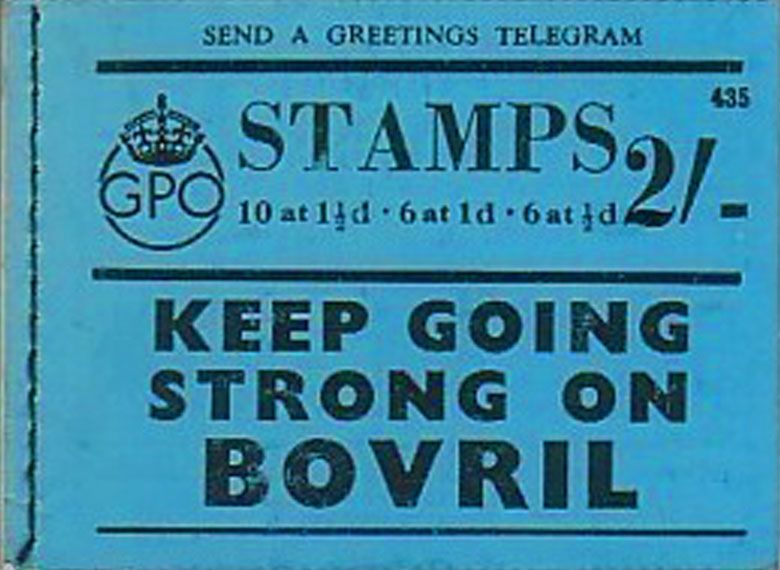 SEND A GREETINGS TELEGRAM
435
GPO
STAMPS 2/-
10 at 1½d · 6 at 1d · 6 at ½d
KEEP GOING
STRONG ON
BOVRIL